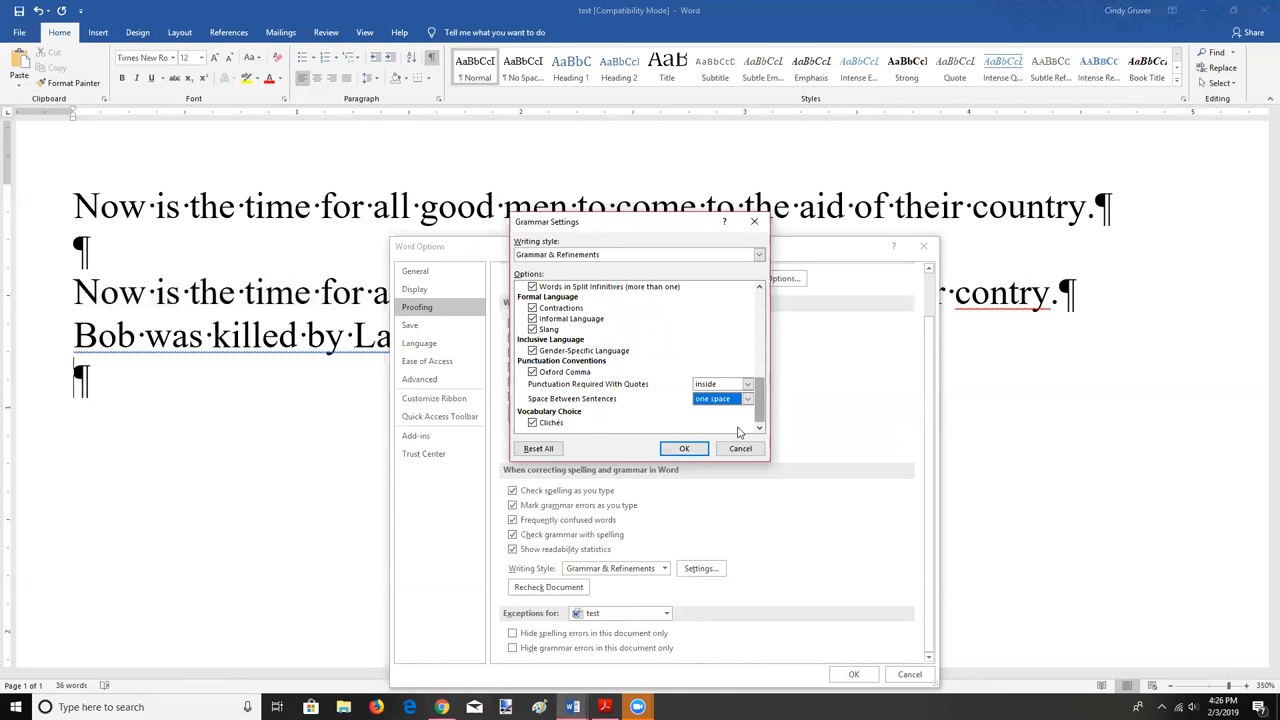 test [Compatibility Mode] - Word
Cindy Gruver
File Home Insert Design Layout References Mailings Review View Help Tell me what you want to do Share
Paste
Cut
Copy
Format Painter
Times New Ro 12
AaBbCcI AaBbCcI AaBbC AaBbCc AaBbC AaBbCcD AaBbCcI AaBbCcI AaBbCcI AaBbCcI AaBbCcI AaBbCcI AaBbCc AaBbCc AaBbCcI
¶ Normal ¶ No Spac... Heading 1 Heading 2 Title Subtitle Subtle Em... Emphasis Intense E... Strong Quote Intense Q... Subtle Ref... Intense Re... Book Title
Find
Replace
Select
Clipboard Font Paragraph Styles Editing
1 2 3 4 5
Now·is·the·time·for·all·good·men·to·come·to·the·aid·of·their·country.¶
¶
Now·is·the·time·for·a
r·contry.¶
Bob·was·killed·by·La
¶
Word Options
General
Display
Proofing
Save
Language
Ease of Access
Advanced
Customize Ribbon
Quick Access Toolbar
Add-ins
Trust Center
Options...
Grammar Settings
Writing style:
Grammar & Refinements
Options:
Words in Split Infinitives (more than one)
Formal Language
Contractions
Informal Language
Slang
Inclusive Language
Gender-Specific Language
Punctuation Conventions
Oxford Comma
Punctuation Required With Quotes inside
Space Between Sentences one space
Vocabulary Choice
Clichés
Reset All OK Cancel
When correcting spelling and grammar in Word
Check spelling as you type
Mark grammar errors as you type
Frequently confused words
Check grammar with spelling
Show readability statistics
Writing Style: Grammar & Refinements Settings...
Recheck Document
Exceptions for: test
Hide spelling errors in this document only
Hide grammar errors in this document only
OK Cancel
Page 1 of 1 36 words
350%
Type here to search
4:26 PM
2/3/2019